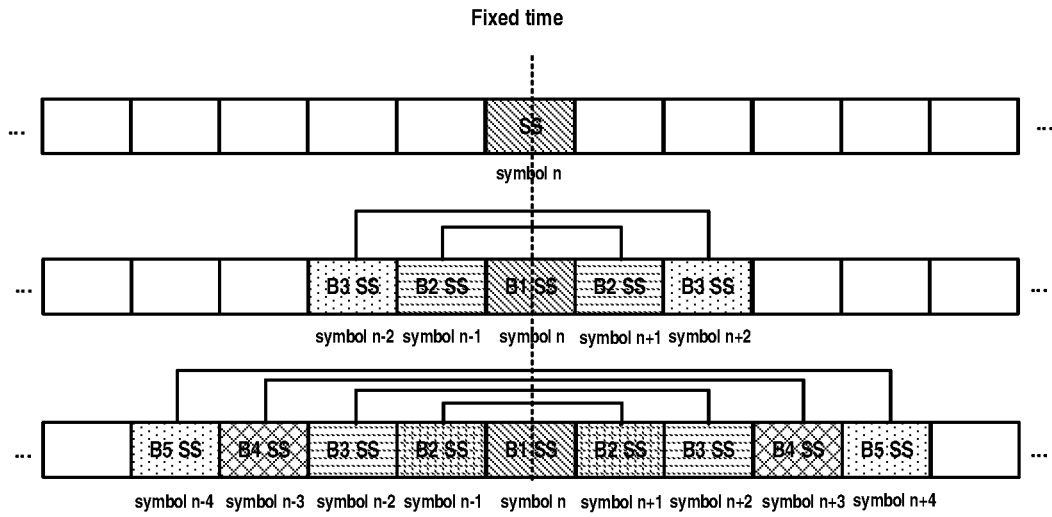 Fixed time
... SS ...
symbol n
... B3 SS B2 SS B1 SS B2 SS B3 SS ...
symbol n-2 symbol n-1 symbol n symbol n+1 symbol n+2
... B5 SS B4 SS B3 SS B2 SS B1 SS B2 SS B3 SS B4 SS B5 SS ...
symbol n-4 symbol n-3 symbol n-2 symbol n-1 symbol n symbol n+1 symbol n+2 symbol n+3 symbol n+4